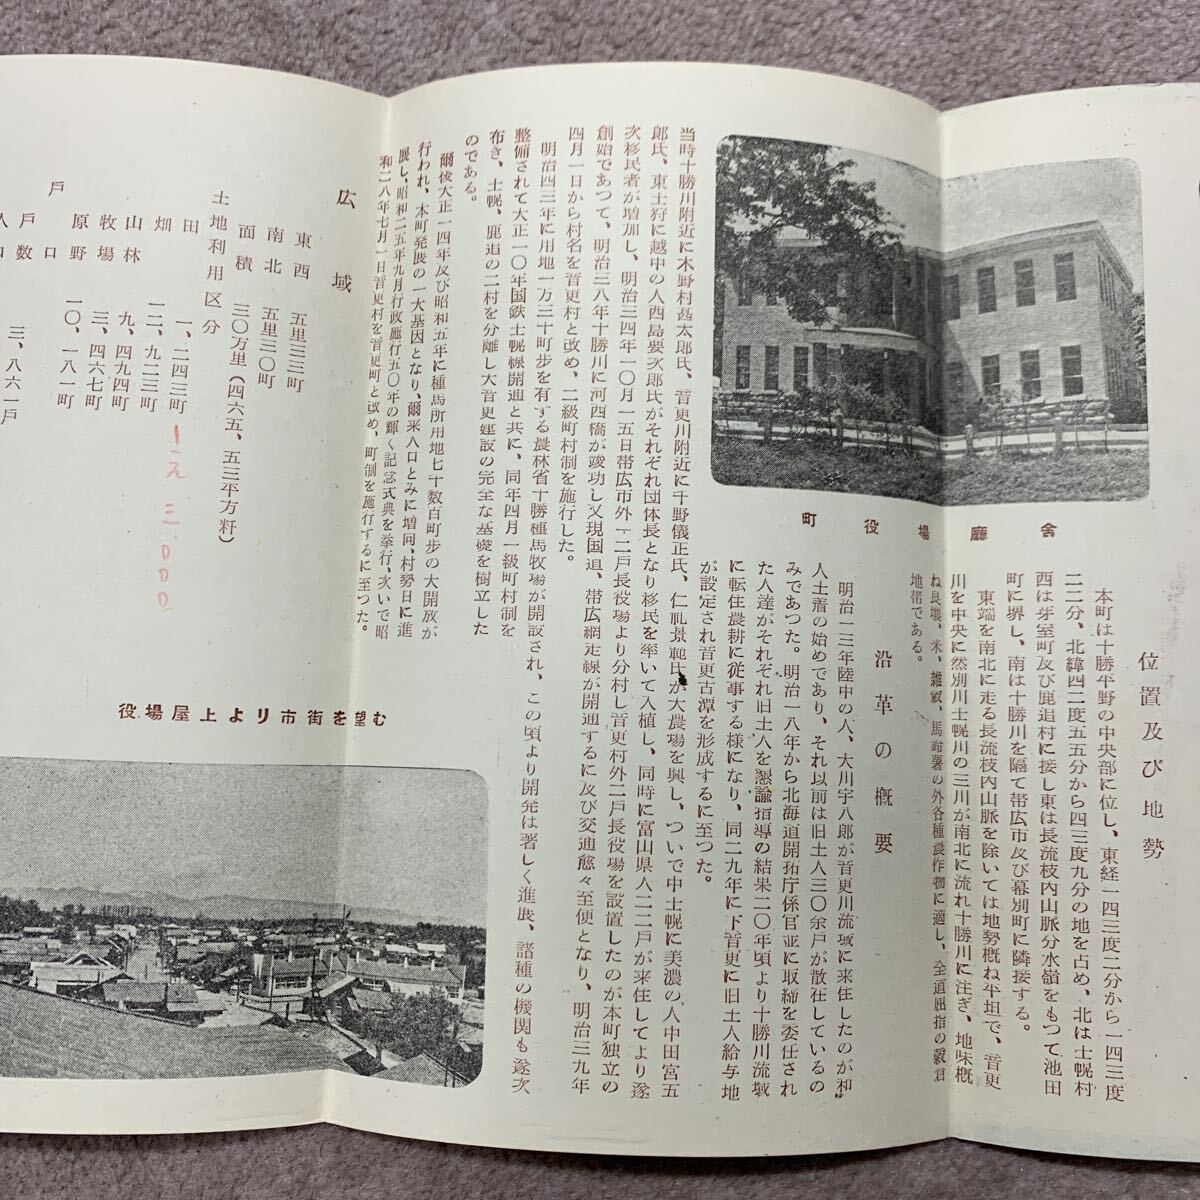 町役場廳舍
位置及び地勢
本町は十勝平野の中央部に位し、東経一四三度二分から一四三度
二二分、北緯四二度五五分から四三度九分の地を占め、北は士幌村
西は芽室町及び鹿追村に接し東は長流枝内山脈分水嶺をもつて池田
町に堺し、南は十勝川を隔て帯広市及び幕別町に隣接する。
東端を南北に走る長流枝内山脈を除いては地勢概ね平坦で、音更
川を中央に然別川士幌川の三川が南北に流れ十勝川に注ぎ、地味概
ね良壌、米、雑穀、馬鈴薯の外各種農作物に適し、全道屈指の穀倉
地帯である。
沿革の概要
明治一三年陸中の人、大川宇八郎が音更川流域に来住したのが和
人土着の始めであり、それ以前は旧土人三〇余戸が散在しているの
みであつた。明治一八年から北海道開拓庁係官並に取締を委任され
た人達がそれぞれ旧土人を懇諭指導の結果二〇年頃より十勝川流域
に転住農耕に従事する様になり、同二九年に下音更に旧土人給与地
が設定され音更古潭を形成するに至つた。
当時十勝川附近に木野村甚太郎氏、音更川附近に千野儀正氏、仁礼景範氏が大農場を興し、ついで中士幌に美濃の人中田富五
郎氏、東士狩に越中の人西島要次郎氏がそれぞれ団体長となり移民を率いて入植し、同時に富山県人二二戸が来住してより逐
次移民者が増加し、明治三四年一〇月一五日帯広市外一二戸長役場より分村し音更村外二戸長役場を設置したのが本町独立の
創始であつて、明治三八年十勝川に河西橋が竣功し又現国道、帯広網走線が開通するに及び交通愈々至便となり、明治三九年
四月一日から村名を音更村と改め、二級町村制を施行した。
明治四三年に用地一万三千町歩を有する農林省十勝種馬牧場が開設され、この頃より開発は著しく進展、諸種の機関も逐次
整備されて大正一〇年国鉄士幌線開通と共に、同年四月一級町村制を
布き、士幌、鹿追の二村を分離し大音更建設の完全な基礎を樹立した
のである。
爾後大正一四年及び昭和五年に種馬所用地七千数百町歩の大開放が
行われ、本町発展の一大基因となり、爾来人口とみに増何、村勢日に進
展し、昭和二五年九月行政施行五〇年の輝く記念式典を挙行、次いで昭
和二八年七月一日音更村を音更町と改め、町制を施行するに至つた。
役場屋上より市街を望む
広域
東西 五里三三町
南北 五里三〇町
面積 三〇万里(四六五、五三平方粁)
土地利用区分
田 一、二四三町
畑 一二、九二三町
山林 九、四九四町
牧場 三、四六七町
原野 一〇、一八一町
戸口
戸数 三、八六一戸
人口